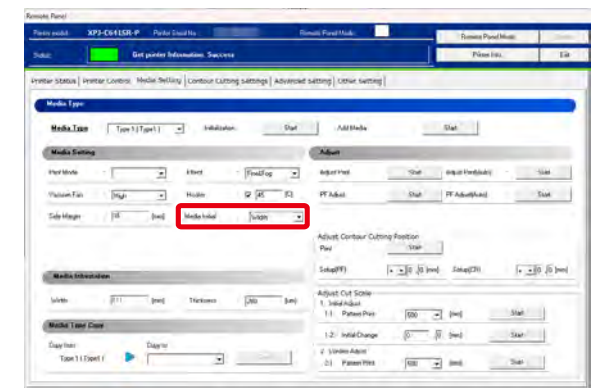 Remote Panel
Printer model: XPJ-C641SR-P Printer Serial No. Remote Panel Mode: Remote Panel Mode
Status: Get printer Information. Success Printer Info. Exit
Printer Status Printer Control Media Setting Contour Cutting Settings Advanced Setting Other Setting
Media Type
Media Type Type 1 [Type1] Initialization Start Add Media Start
Media Setting Adjust
Print Mode Effect Fine&Fog Adjust Print Start Adjust Print(Auto) Start
Vacuum Fan High Heater 45 PF Adjust Start PF Adjust(Auto) Start
Side Margin [mm] Media Initial Width
Adjust Contour Cutting Position
Print Start
Setup(PF) + 0 .0 [mm] Setup(CR) + 0 .0 [mm]
Media Information
Width [mm] Thickness [um]
Adjust Cut Scale
1. Initial Adjust
1-1. Pattern Print 500 [mm] Start
Media Type Copy
1-2. Initial Change [mm] Start
Copy from Copy to
Type 1 [Type1]
2-1. Pattern Print 500 [mm] Start